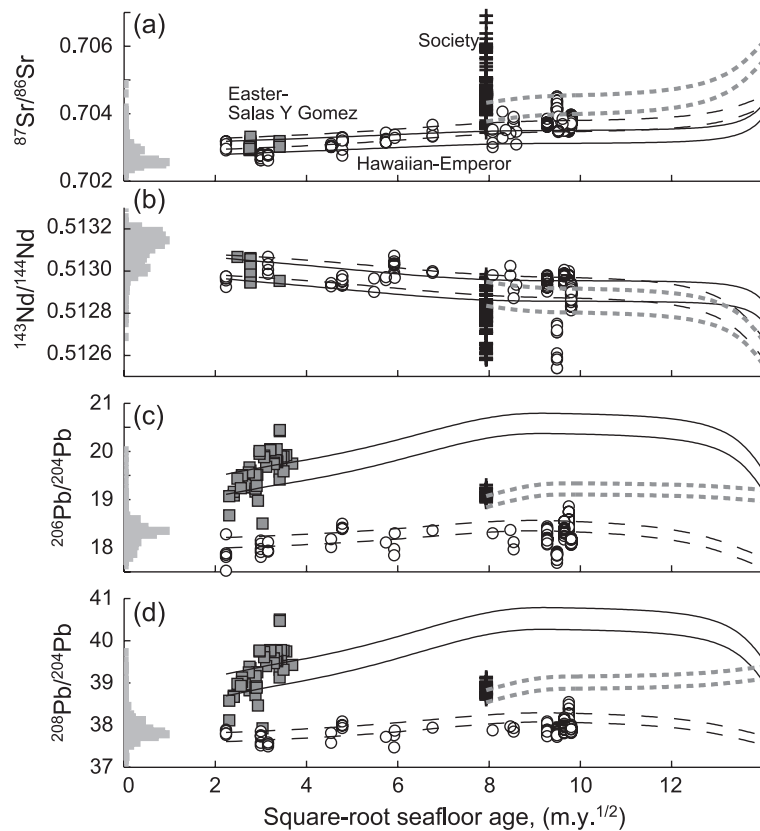 (a)
0.706
0.704
0.702
⁸⁷Sr/⁸⁶Sr
Society
Easter-
Salas Y Gomez
Hawaiian-Emperor
(b)
0.5132
0.5130
0.5128
0.5126
¹⁴³Nd/¹⁴⁴Nd
(c)
21
20
19
18
²⁰⁶Pb/²⁰⁴Pb
(d)
41
40
39
38
37
²⁰⁸Pb/²⁰⁴Pb
0 2 4 6 8 10 12
Square-root seafloor age, (m.y.¹/²)